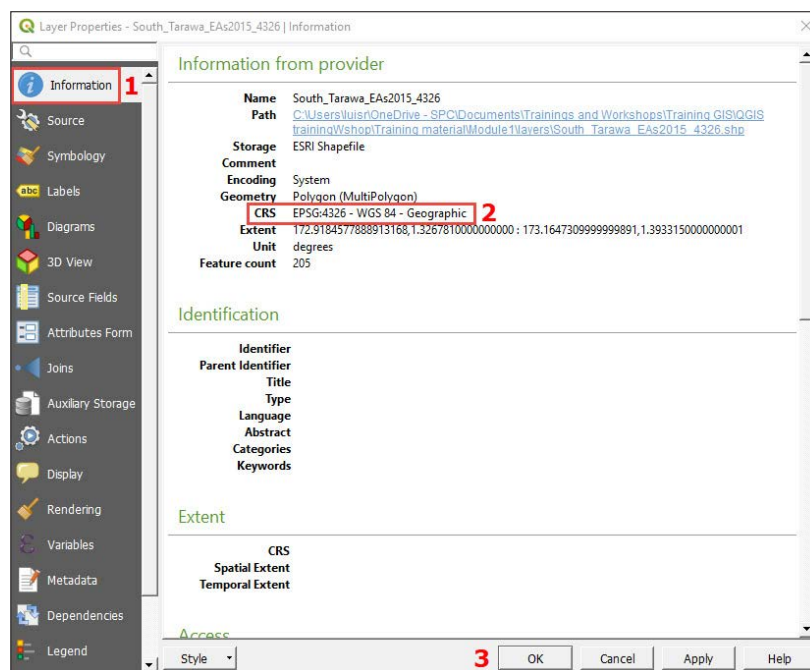 Layer Properties - South_Tarawa_EAs2015_4326 | Information
Information 1
Source
Symbology
abc Labels
Diagrams
3D View
Source Fields
Attributes Form
Joins
Auxiliary Storage
Actions
Display
Rendering
Variables
Metadata
Dependencies
Legend
Information from provider
Name South_Tarawa_EAs2015_4326
Path C:\Users\luisr\OneDrive - SPC\Documents\Trainings and Workshops\Training GIS\QGIS
trainingWshop\Training material\Module1\layers\South_Tarawa_EAs2015_4326.shp
Storage ESRI Shapefile
Comment
Encoding System
Geometry Polygon (MultiPolygon)
CRS EPSG:4326 - WGS 84 - Geographic 2
Extent 172.9184577888913168,1.3267810000000000 : 173.1647309999999891,1.3933150000000001
Unit degrees
Feature count 205
Identification
Identifier
Parent Identifier
Title
Type
Language
Abstract
Categories
Keywords
Extent
CRS
Spatial Extent
Temporal Extent
Access
Style 3 OK Cancel Apply Help